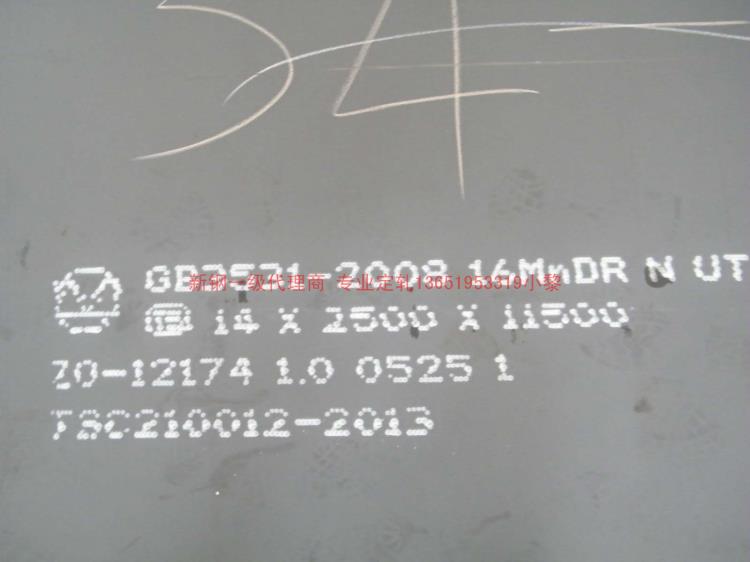 GB3531-2008 16MnDR N UT
新钢一级代理商 专业定轧13651953319小黎
14 X 2500 X 11500
Z0-12174 1.0 0525 1
TSC210012-2013